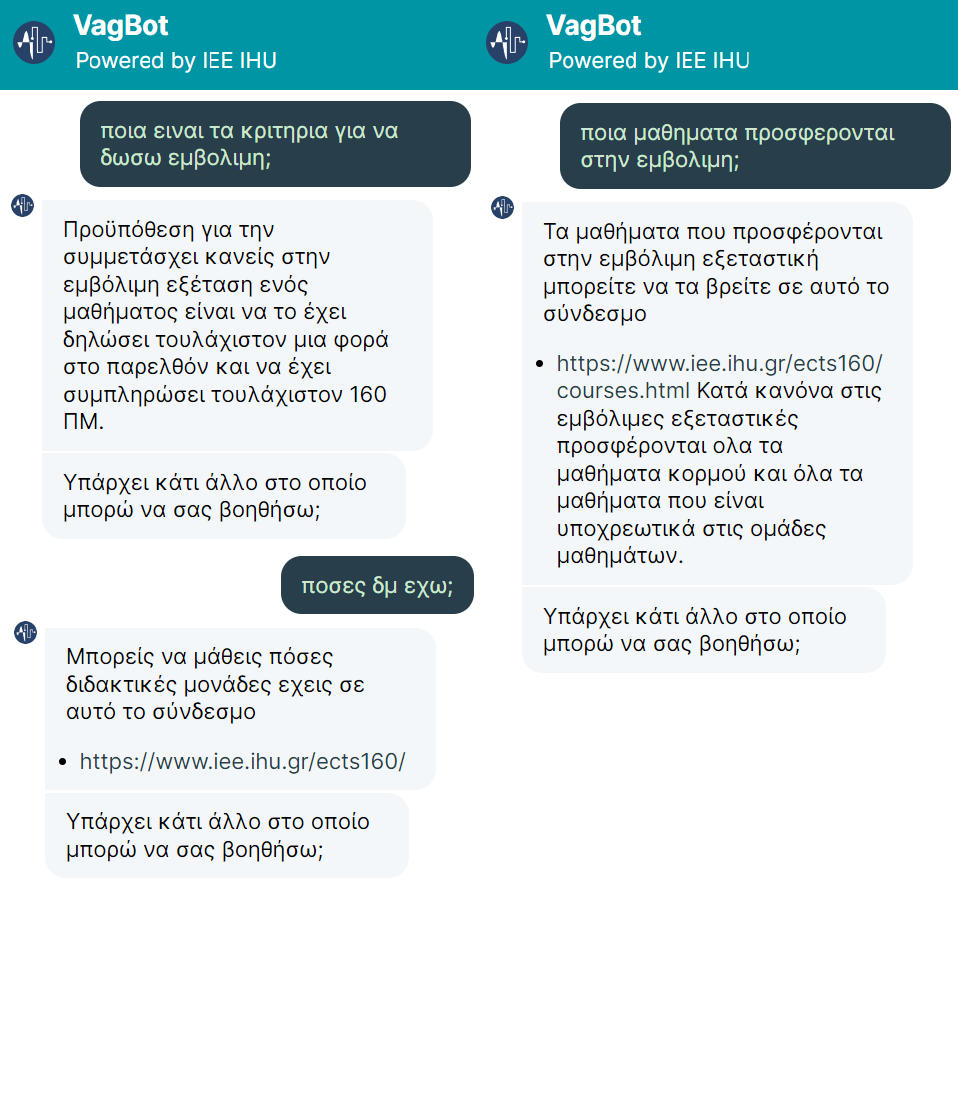 VagBot
Powered by IEE IHU
ποια ειναι τα κριτηρια για να
δωσω εμβολιμη;
Προϋπόθεση για την
συμμετάσχει κανείς στην
εμβόλιμη εξέταση ενός
μαθήματος είναι να το έχει
δηλώσει τουλάχιστον μια φορά
στο παρελθόν και να έχει
συμπληρώσει τουλάχιστον 160
ΠΜ.
Υπάρχει κάτι άλλο στο οποίο
μπορώ να σας βοηθήσω;
ποσες δμ εχω;
Μπορείς να μάθεις πόσες
διδακτικές μονάδες εχεις σε
αυτό το σύνδεσμο
• https://www.iee.ihu.gr/ects160/
Υπάρχει κάτι άλλο στο οποίο
μπορώ να σας βοηθήσω;
VagBot
Powered by IEE IHU
ποια μαθηματα προσφερονται
στην εμβολιμη;
Τα μαθήματα που προσφέρονται
στην εμβόλιμη εξεταστική
μπορείτε να τα βρείτε σε αυτό το
σύνδεσμο
• https://www.iee.ihu.gr/ects160/
courses.html Κατά κανόνα στις
εμβόλιμες εξεταστικές
προσφέρονται ολα τα
μαθήματα κορμού και όλα τα
μαθήματα που είναι
υποχρεωτικά στις ομάδες
μαθημάτων.
Υπάρχει κάτι άλλο στο οποίο
μπορώ να σας βοηθήσω;